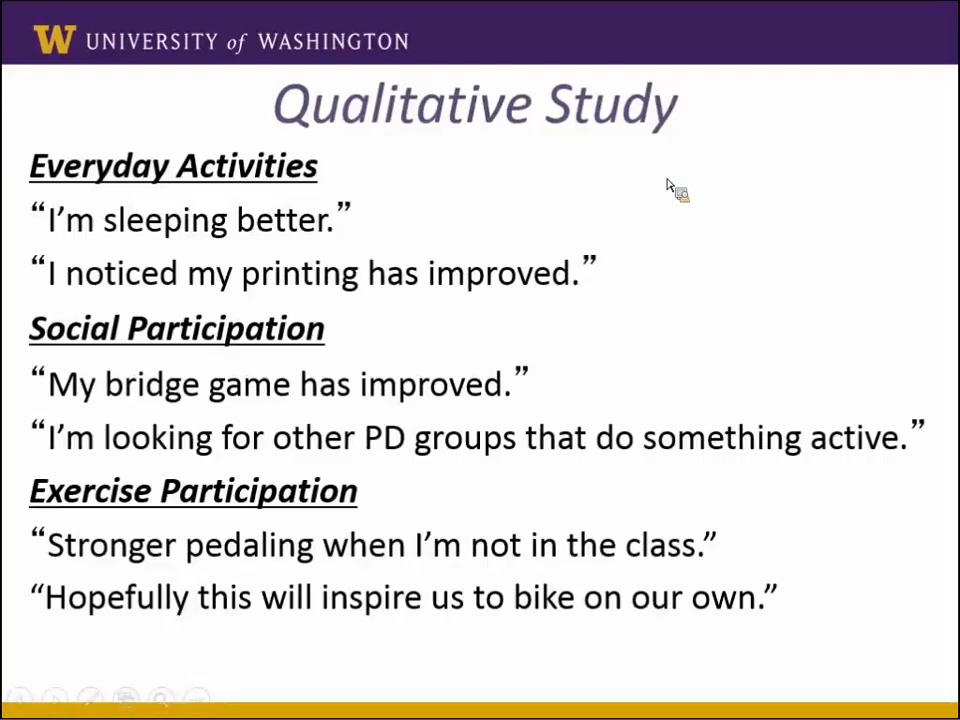 W UNIVERSITY of WASHINGTON
Qualitative Study
Everyday Activities
“I’m sleeping better.”
“I noticed my printing has improved.”
Social Participation
“My bridge game has improved.”
“I’m looking for other PD groups that do something active.”
Exercise Participation
“Stronger pedaling when I’m not in the class.”
“Hopefully this will inspire us to bike on our own.”